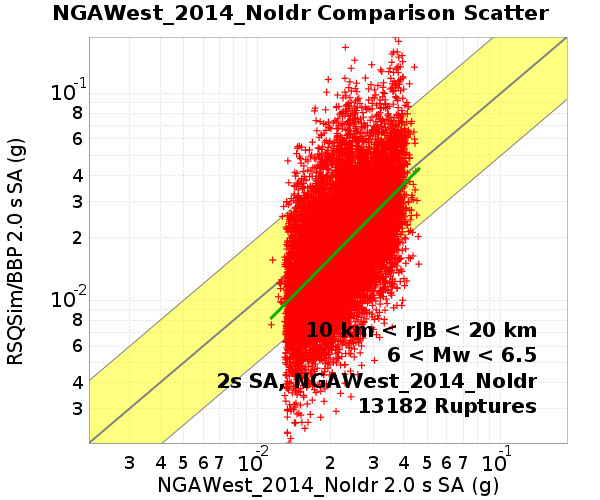 NGAWest_2014_NoIdr Comparison Scatter
RSQSim/BBP 2.0 s SA (g)
10^-1
8
6
4
3
2
10^-2
8
6
4
3
10 km < rJB < 20 km
6 < Mw < 6.5
2s SA, NGAWest_2014_NoIdr
13182 Ruptures
3 4 5 6 7 10^-2 2 3 4 5 6 7 10^-1
NGAWest_2014_NoIdr 2.0 s SA (g)